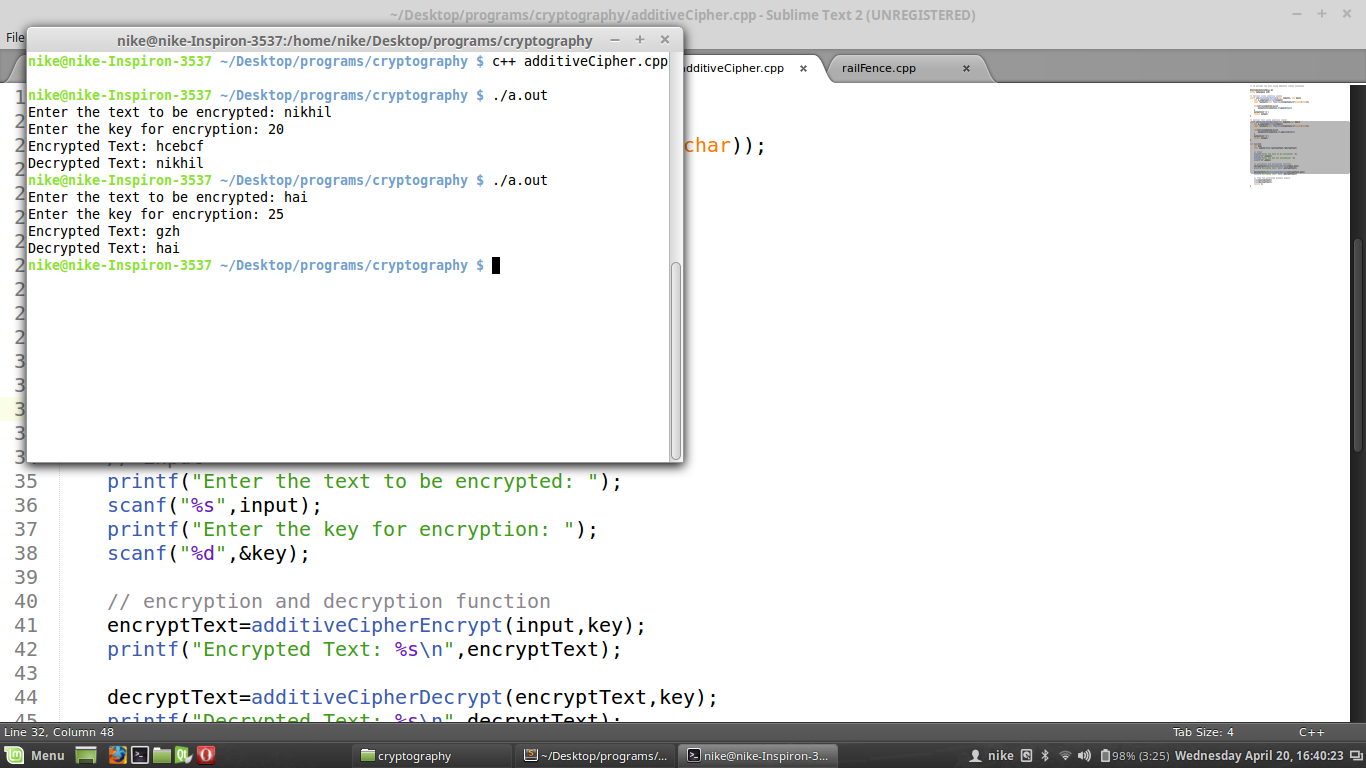 ~/Desktop/programs/cryptography/additiveCipher.cpp - Sublime Text 2 (UNREGISTERED)
File
nike@nike-Inspiron-3537:/home/nike/Desktop/programs/cryptography
dditiveCipher.cpp
railFence.cpp
nike@nike-Inspiron-3537 ~/Desktop/programs/cryptography $ c++ additiveCipher.cpp
nike@nike-Inspiron-3537 ~/Desktop/programs/cryptography $ ./a.out
Enter the text to be encrypted: nikhil
Enter the key for encryption: 20
Encrypted Text: hcebcf
Decrypted Text: nikhil
nike@nike-Inspiron-3537 ~/Desktop/programs/cryptography $ ./a.out
Enter the text to be encrypted: hai
Enter the key for encryption: 25
Encrypted Text: gzh
Decrypted Text: hai
nike@nike-Inspiron-3537 ~/Desktop/programs/cryptography $
char));
35 printf("Enter the text to be encrypted: ");
36 scanf("%s",input);
37 printf("Enter the key for encryption: ");
38 scanf("%d",&key);
39
40 // encryption and decryption function
41 encryptText=additiveCipherEncrypt(input,key);
42 printf("Encrypted Text: %s\n",encryptText);
43
44 decryptText=additiveCipherDecrypt(encryptText,key);
45 printf("Decrypted Text: %s\n",decryptText);
Line 32, Column 48
Tab Size: 4
C++
Menu
cryptography
~/Desktop/programs/...
nike@nike-Inspiron-3...
nike
98% (3:25)
Wednesday April 20, 16:40:23